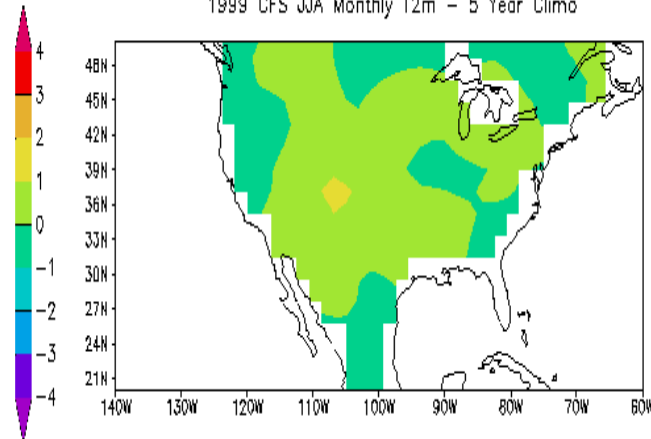 1999 CFS JJA Monthly T2m - 5 Year Climo
4
3
2
1
0
-1
-2
-3
-4
48N
45N
42N
39N
36N
33N
30N
27N
24N
21N
140W 130W 120W 110W 100W 90W 80W 70W 60W